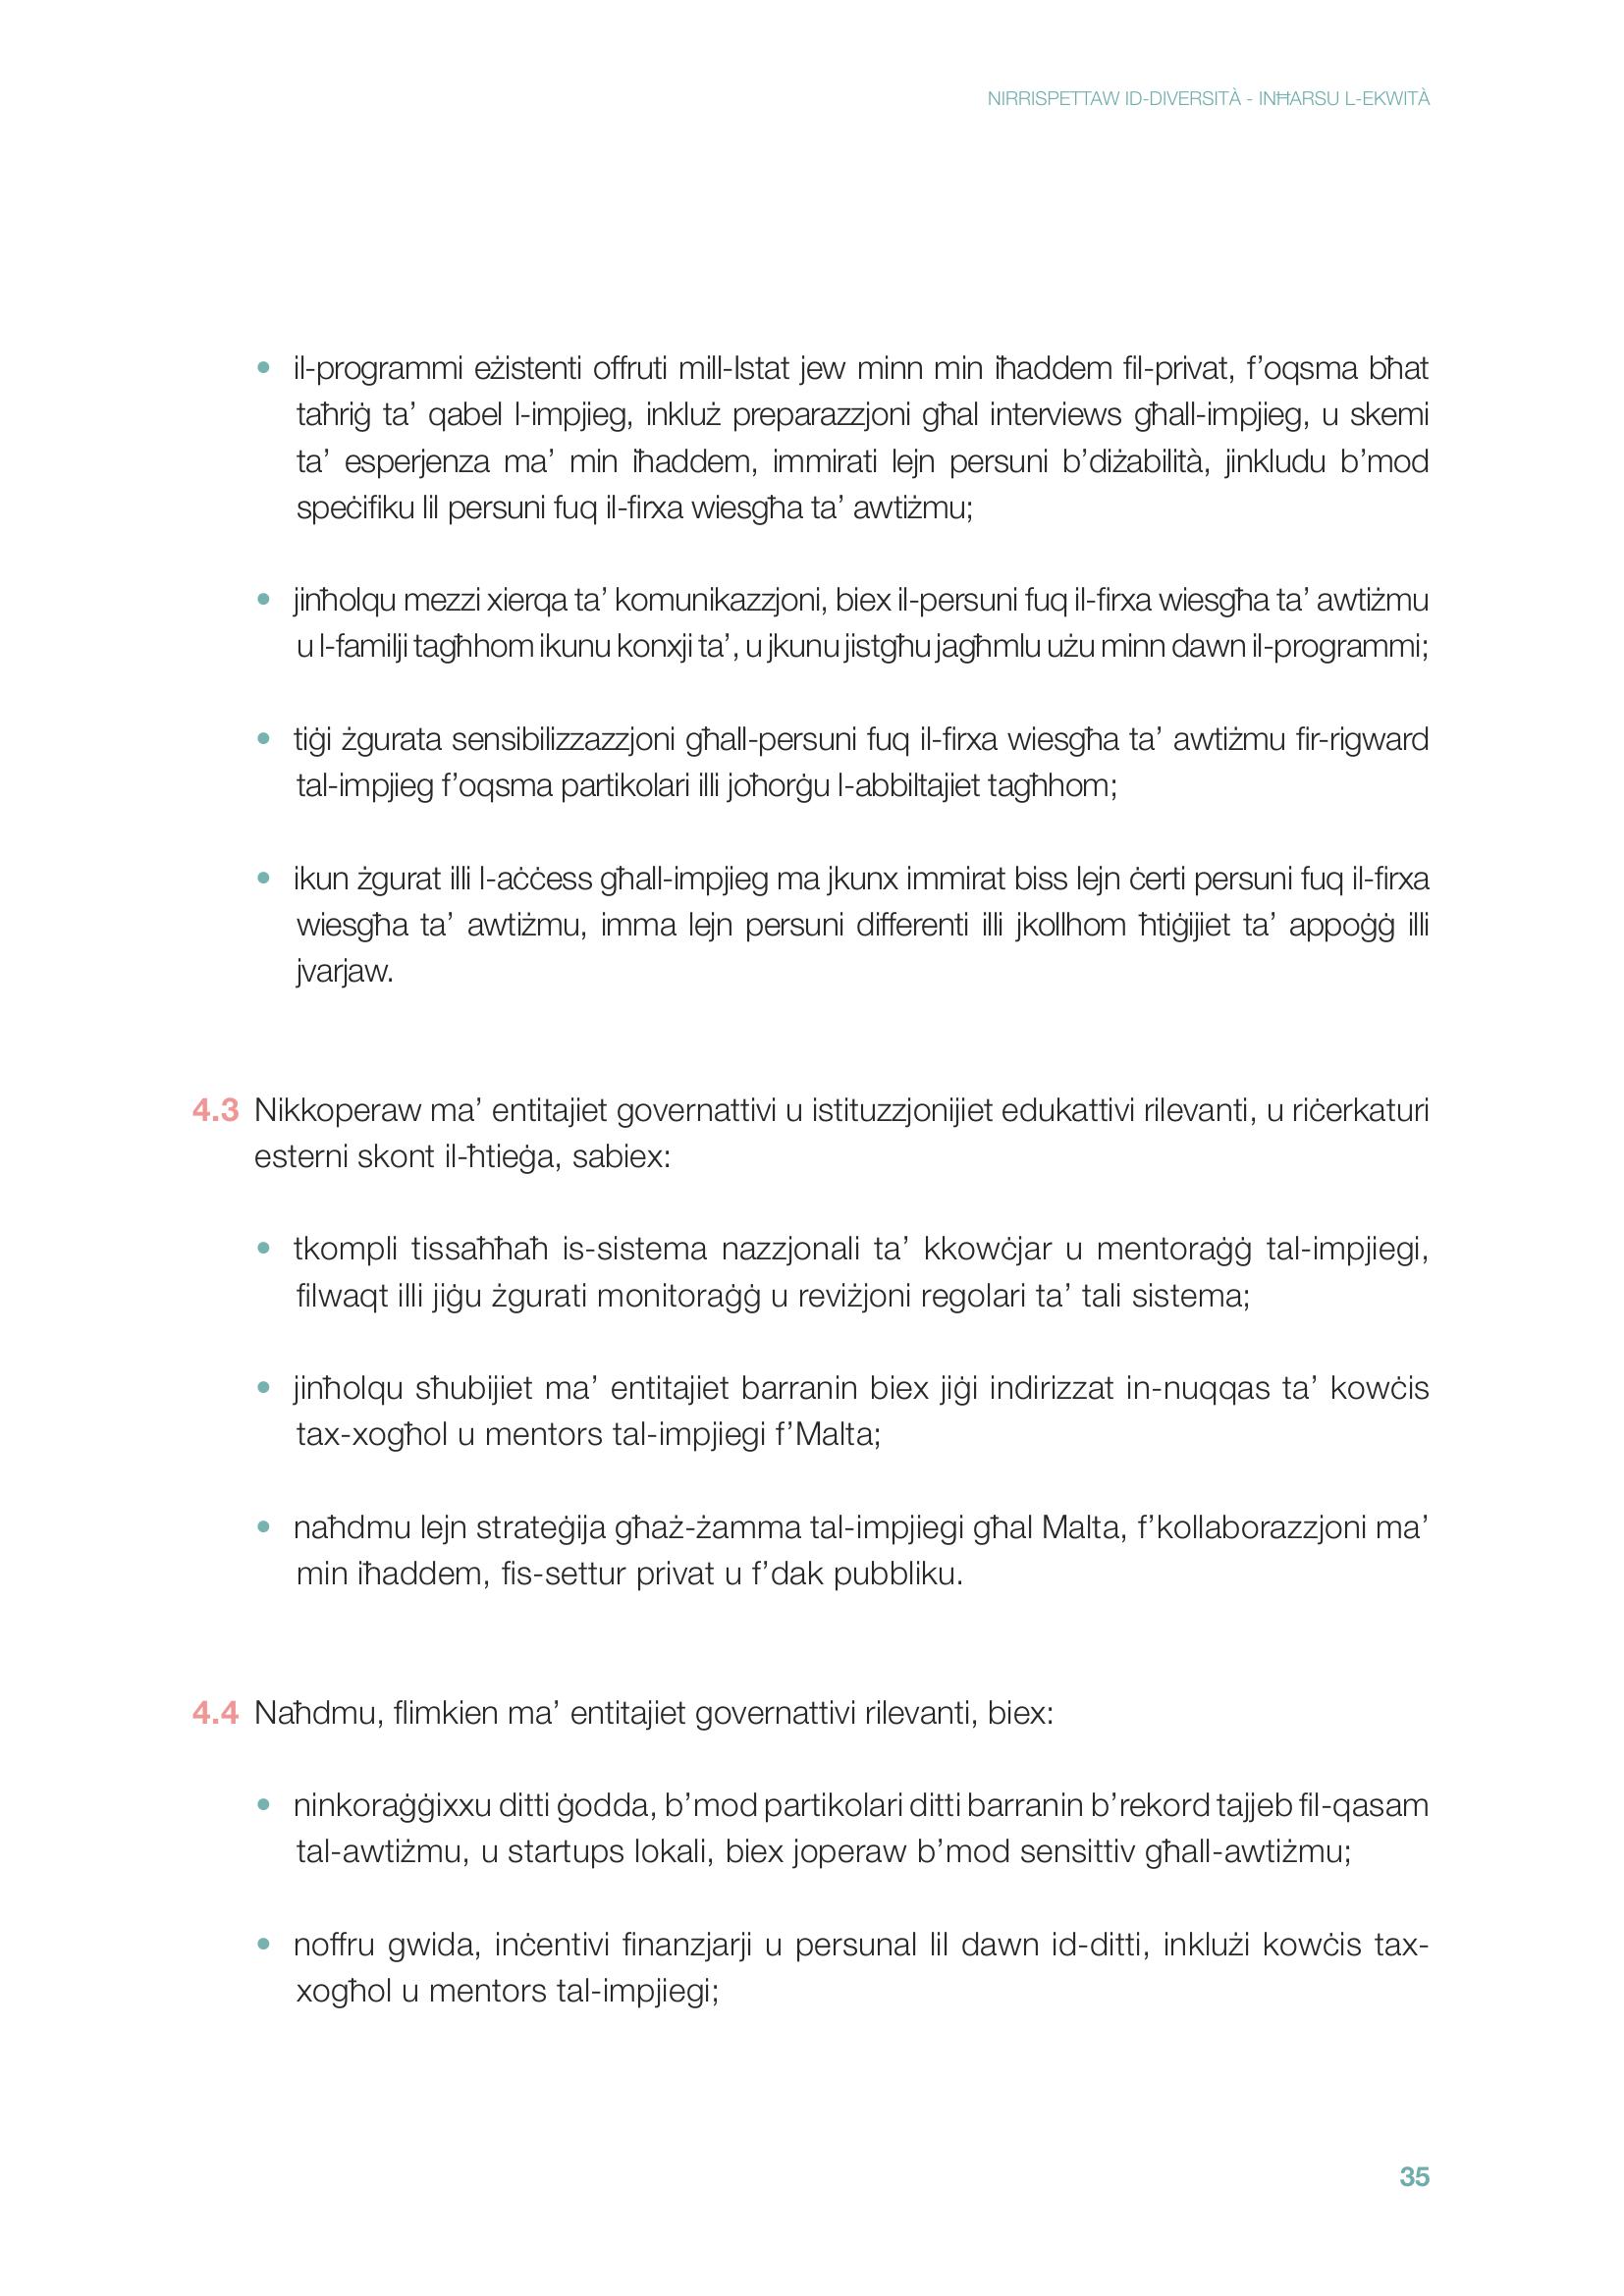 NIRRISPETTAW ID-DIVERSITÀ - INĦARSU L-EKWITÀ
• il-programmi eżistenti offruti mill-Istat jew minn min iħaddem fil-privat, f’oqsma bħat
taħriġ ta’ qabel l-impjieg, inkluż preparazzjoni għal interviews għall-impjieg, u skemi
ta’ esperjenza ma’ min iħaddem, immirati lejn persuni b’diżabilità, jinkludu b’mod
speċifiku lil persuni fuq il-firxa wiesgħa ta’ awtiżmu;
• jinħolqu mezzi xierqa ta’ komunikazzjoni, biex il-persuni fuq il-firxa wiesgħa ta’ awtiżmu
u l-familji tagħhom ikunu konxji ta’, u jkunu jistgħu jagħmlu użu minn dawn il-programmi;
• tiġi żgurata sensibilizzazzjoni għall-persuni fuq il-firxa wiesgħa ta’ awtiżmu fir-rigward
tal-impjieg f’oqsma partikolari illi joħorġu l-abbiltajiet tagħhom;
• ikun żgurat illi l-aċċess għall-impjieg ma jkunx immirat biss lejn ċerti persuni fuq il-firxa
wiesgħa ta’ awtiżmu, imma lejn persuni differenti illi jkollhom ħtiġijiet ta’ appoġġ illi
jvarjaw.
4.3 Nikkoperaw ma’ entitajiet governattivi u istituzzjonijiet edukattivi rilevanti, u riċerkaturi
esterni skont il-ħtieġa, sabiex:
• tkompli tissaħħaħ is-sistema nazzjonali ta’ kkowċjar u mentoraġġ tal-impjiegi,
filwaqt illi jiġu żgurati monitoraġġ u reviżjoni regolari ta’ tali sistema;
• jinħolqu sħubijiet ma’ entitajiet barranin biex jiġi indirizzat in-nuqqas ta’ kowċis
tax-xogħol u mentors tal-impjiegi f’Malta;
• naħdmu lejn strateġija għaż-żamma tal-impjiegi għal Malta, f’kollaborazzjoni ma’
min iħaddem, fis-settur privat u f’dak pubbliku.
4.4 Naħdmu, flimkien ma’ entitajiet governattivi rilevanti, biex:
• ninkoraġġixxu ditti ġodda, b’mod partikolari ditti barranin b’rekord tajjeb fil-qasam
tal-awtiżmu, u startups lokali, biex joperaw b’mod sensittiv għall-awtiżmu;
• noffru gwida, inċentivi finanzjarji u persunal lil dawn id-ditti, inklużi kowċis tax-
xogħol u mentors tal-impjiegi;
35